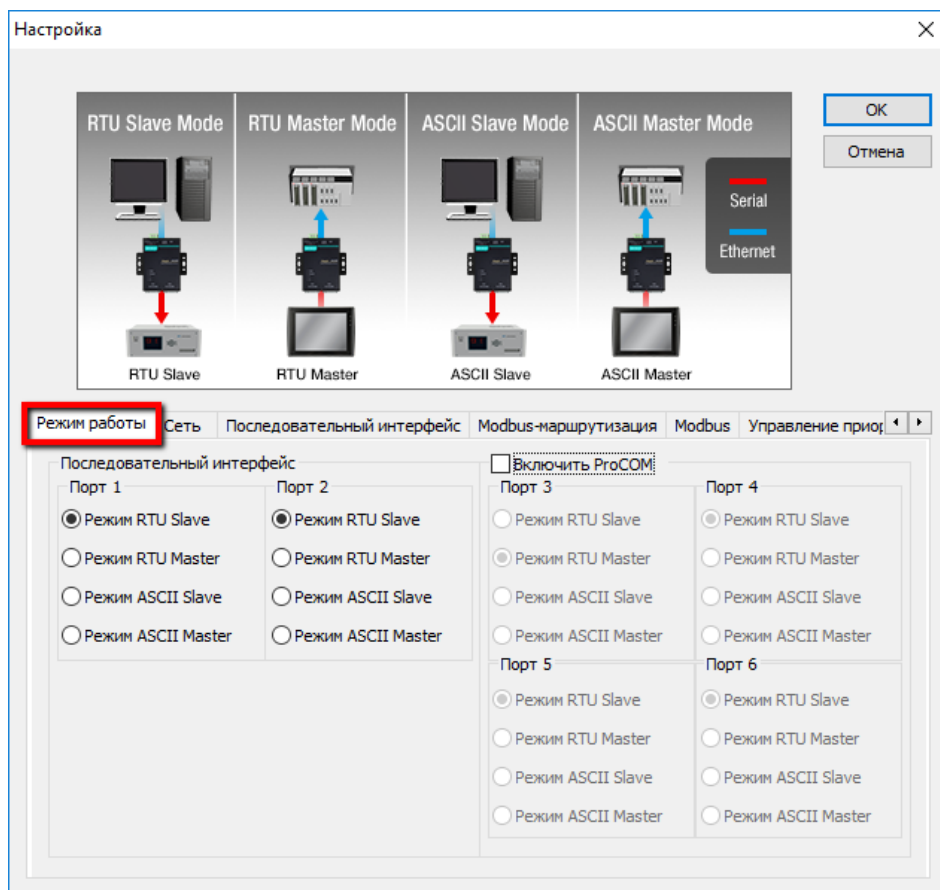 Настройка
RTU Slave Mode
RTU Master Mode
ASCII Slave Mode
ASCII Master Mode
Serial
Ethernet
RTU Slave
RTU Master
ASCII Slave
ASCII Master
OK
Отмена
Режим работы Сеть Последовательный интерфейс Modbus-маршрутизация Modbus Управление приор
Последовательный интерфейс
Порт 1
Режим RTU Slave
Режим RTU Master
Режим ASCII Slave
Режим ASCII Master
Порт 2
Режим RTU Slave
Режим RTU Master
Режим ASCII Slave
Режим ASCII Master
Включить ProCOM
Порт 3
Режим RTU Slave
Режим RTU Master
Режим ASCII Slave
Режим ASCII Master
Порт 4
Режим RTU Slave
Режим RTU Master
Режим ASCII Slave
Режим ASCII Master
Порт 5
Режим RTU Slave
Режим RTU Master
Режим ASCII Slave
Режим ASCII Master
Порт 6
Режим RTU Slave
Режим RTU Master
Режим ASCII Slave
Режим ASCII Master